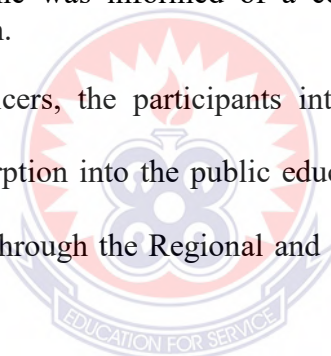 was informed of a co
n.
cers, the participants int
rption into the public educ
hrough the Regional and
EDUCATION FOR SERVICE